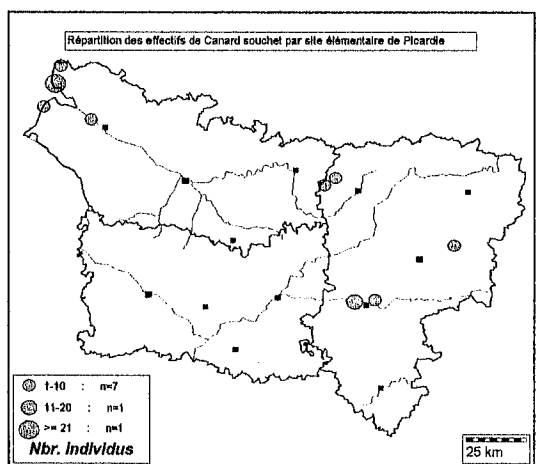 Répartition des effectifs de Canard souchet par site élémentaire de Picardie
1-10 : n=7
11-20 : n=1
>= 21 : n=1
Nbr. Individus
25 km